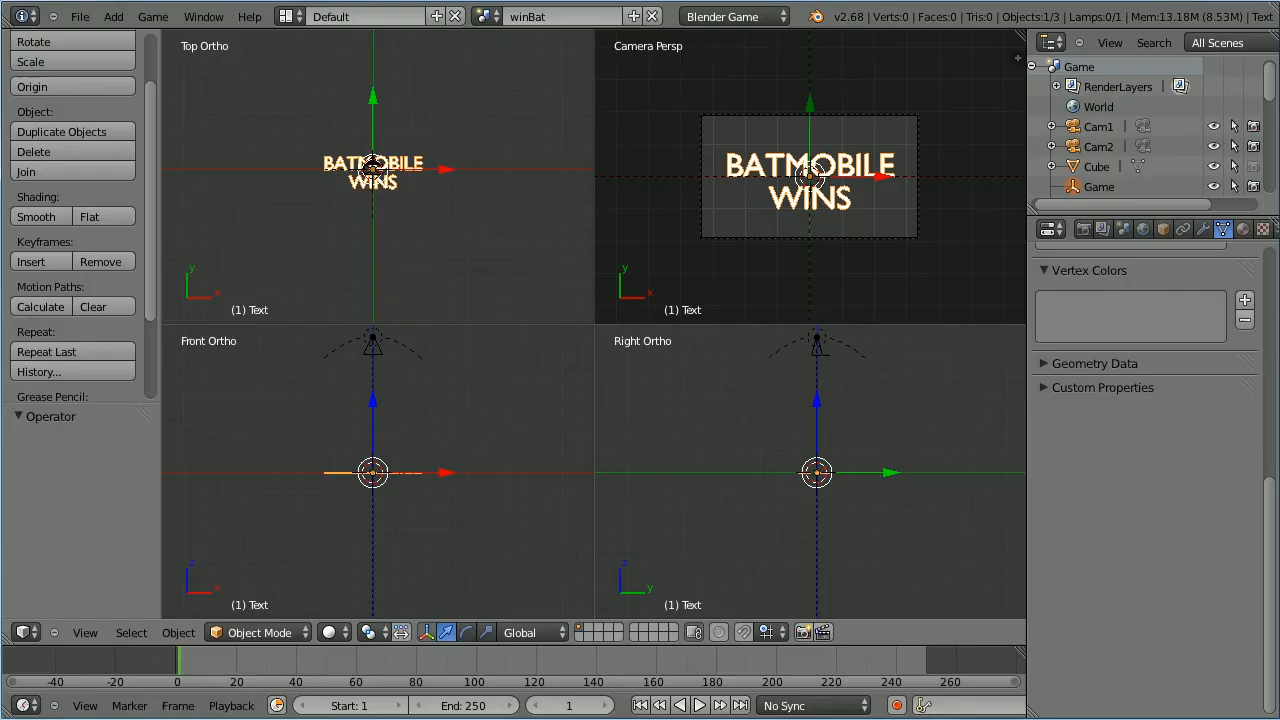 File Add Game Window Help Default winBat Blender Game v2.68 | Verts:0 | Faces:0 | Tris:0 | Objects:1/3 | Lamps:0/1 | Mem:13.18M (8.53M) | Text
Rotate
Scale
Origin
Object:
Duplicate Objects
Delete
Join
Shading:
Smooth Flat
Keyframes:
Insert Remove
Motion Paths:
Calculate Clear
Repeat:
Repeat Last
History...
Grease Pencil:
Operator
Top Ortho
BATMOBILE
WINS
y
x
(1) Text
Camera Persp
BATMOBILE
WINS
y
x
(1) Text
Front Ortho
z
x
(1) Text
Right Ortho
z
y
(1) Text
View Search All Scenes
Game
RenderLayers
World
Cam1
Cam2
Cube
Game
Vertex Colors
Geometry Data
Custom Properties
View Select Object Object Mode Global
-40 -20 0 20 40 60 80 100 120 140 160 180 200 220 240 260
View Marker Frame Playback Start: 1 End: 250 1 No Sync